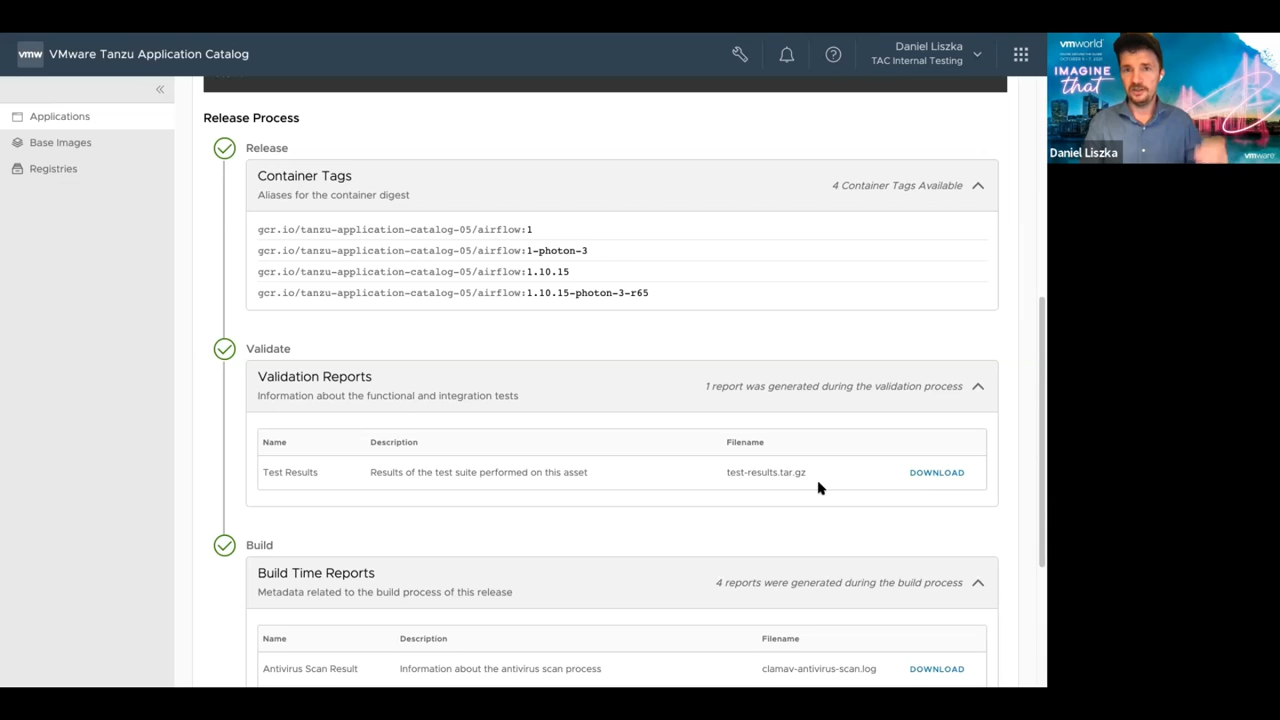 vmw VMware Tanzu Application Catalog
Daniel Liszka
TAC Internal Testing
Applications
Base Images
Registries
Release Process
Release
Container Tags
Aliases for the container digest
4 Container Tags Available
gcr.io/tanzu-application-catalog-05/airflow:1
gcr.io/tanzu-application-catalog-05/airflow:1-photon-3
gcr.io/tanzu-application-catalog-05/airflow:1.10.15
gcr.io/tanzu-application-catalog-05/airflow:1.10.15-photon-3-r65
Validate
Validation Reports
Information about the functional and integration tests
1 report was generated during the validation process
Name Description Filename
Test Results Results of the test suite performed on this asset test-results.tar.gz DOWNLOAD
Build
Build Time Reports
Metadata related to the build process of this release
4 reports were generated during the build process
Name Description Filename
Antivirus Scan Result Information about the antivirus scan process clamav-antivirus-scan.log DOWNLOAD
vmworld
IMAGINE
that
Daniel Liszka
vmware